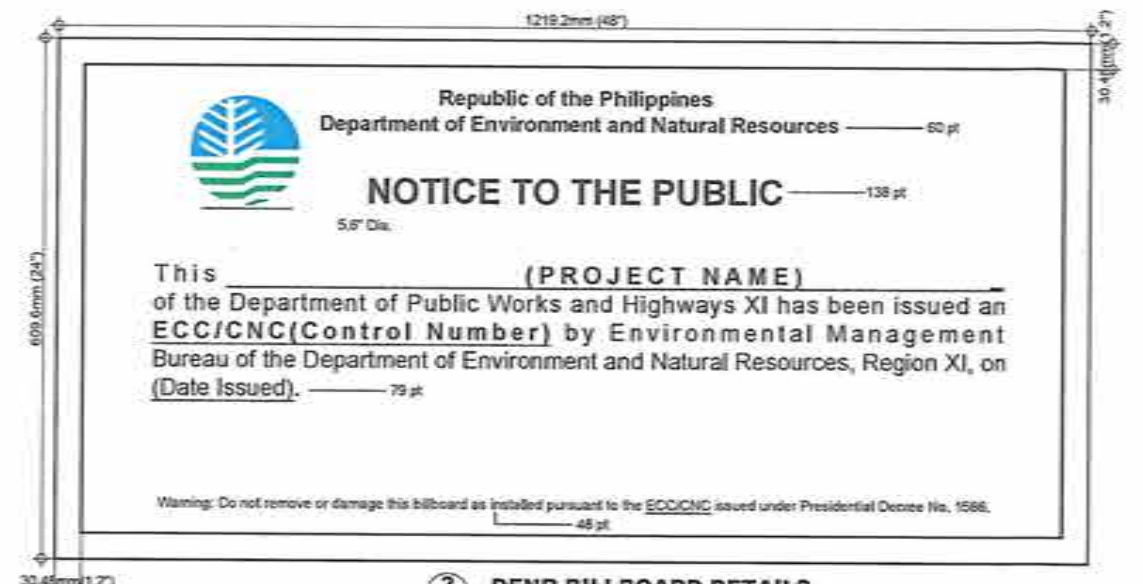 1219.2mm (48")
30.48mm(1.2")
Republic of the Philippines
Department of Environment and Natural Resources
60 pt
NOTICE TO THE PUBLIC
138 pt
5.6" Dia.
609.6mm (24")
This (PROJECT NAME)
of the Department of Public Works and Highways XI has been issued an
ECC/CNC(Control Number) by Environmental Management
Bureau of the Department of Environment and Natural Resources, Region XI, on
(Date Issued).
79 pt
Warning: Do not remove or damage this billboard as installed pursuant to the ECC/CNC issued under Presidential Decree No. 1586.
48 pt
30.48mm(1.2")
2 DENR BILLBOARD DETAILS